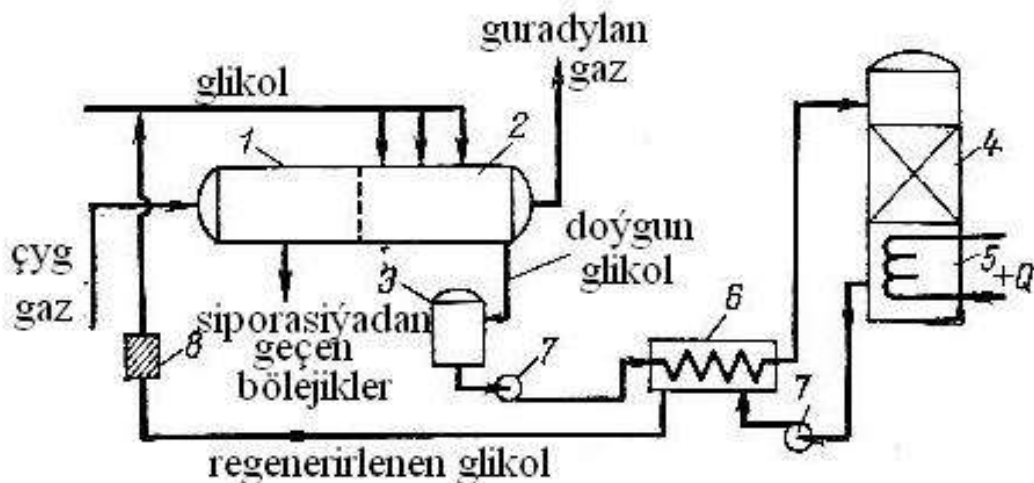 guradylan
gaz
glikol
1
2
4
çyg
gaz
doýgun
glikol
3
5
+Q
siporasiýadan
geçen
bölejikler
6
8
7
7
regenerirlenen glikol